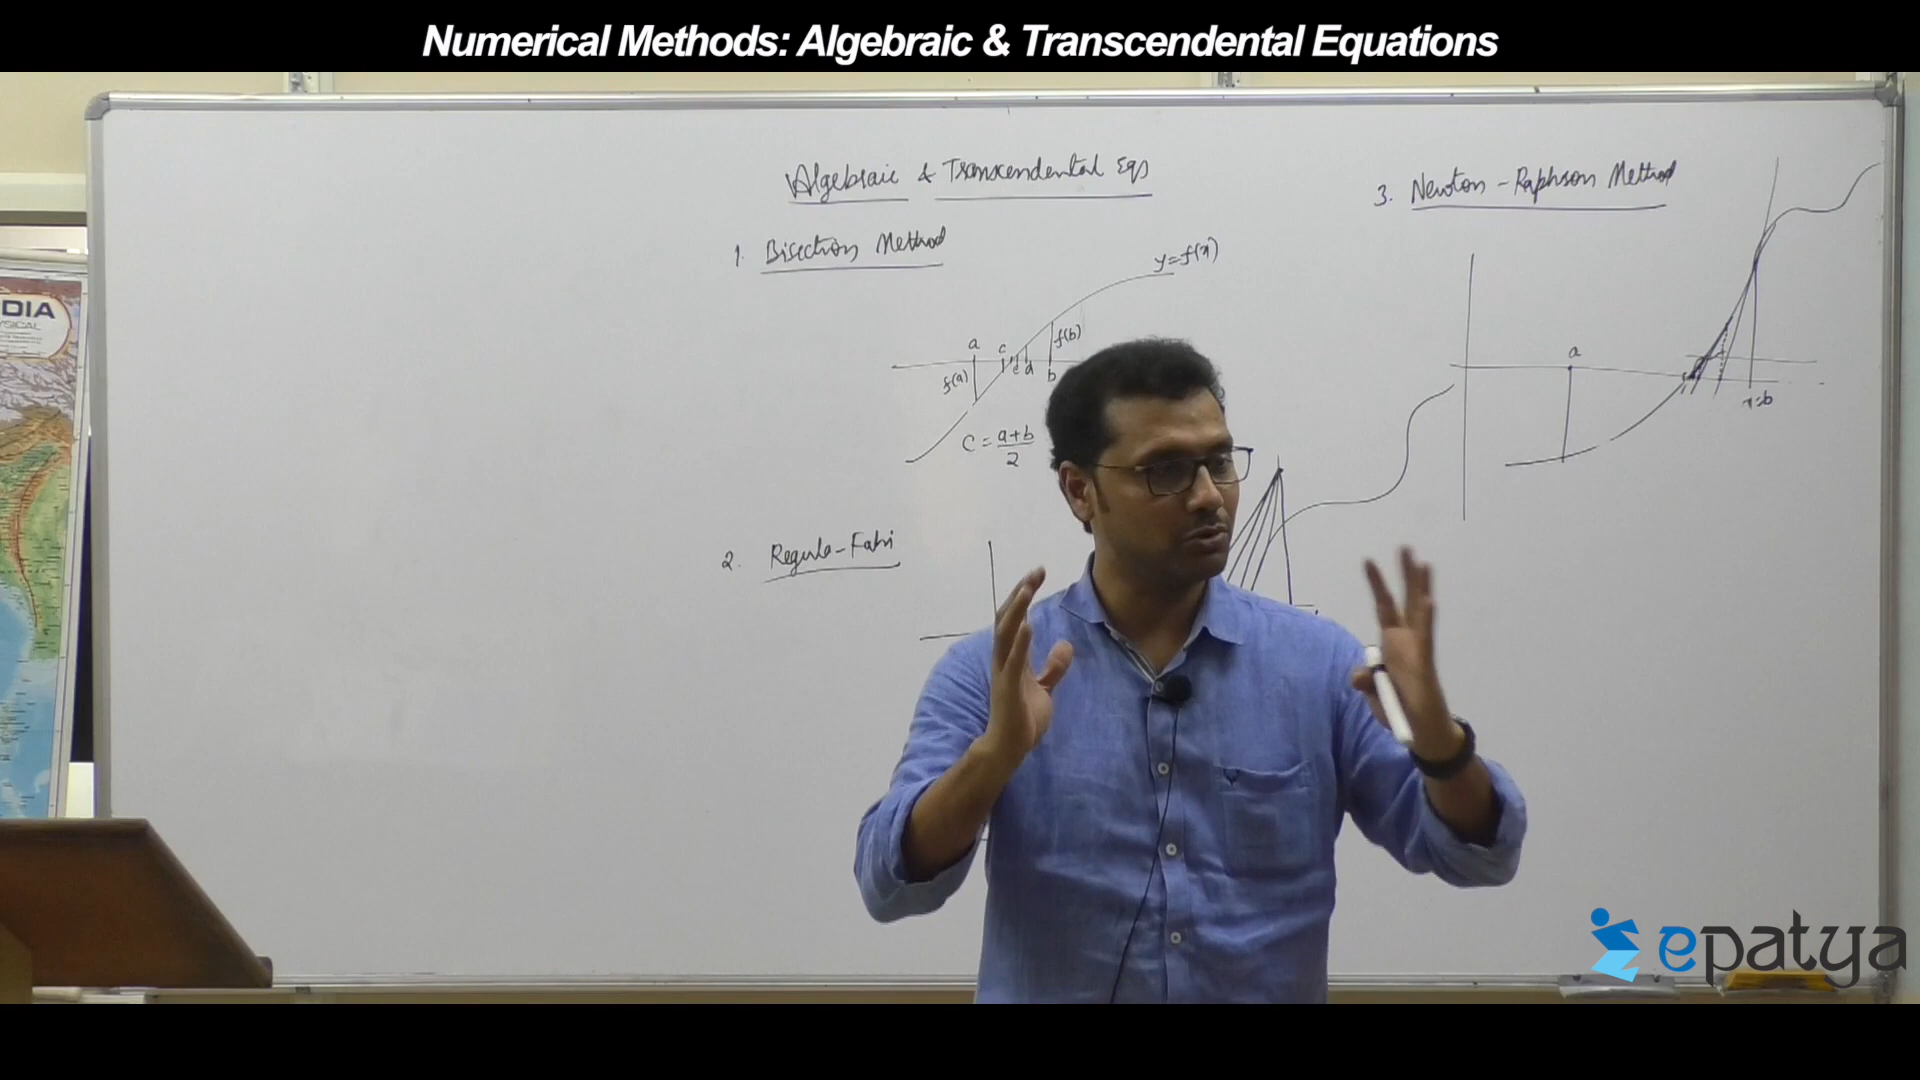 Numerical Methods: Algebraic & Transcendental Equations
Algebraic & Transcendental Eqs
1. Bisection Method
y=f(x)
a
c
e
d
b
f(a)
f(b)
C = a+b
2
2. Regula-Falsi
3. Newton-Raphson Method
a
x=b
DIA
epatya